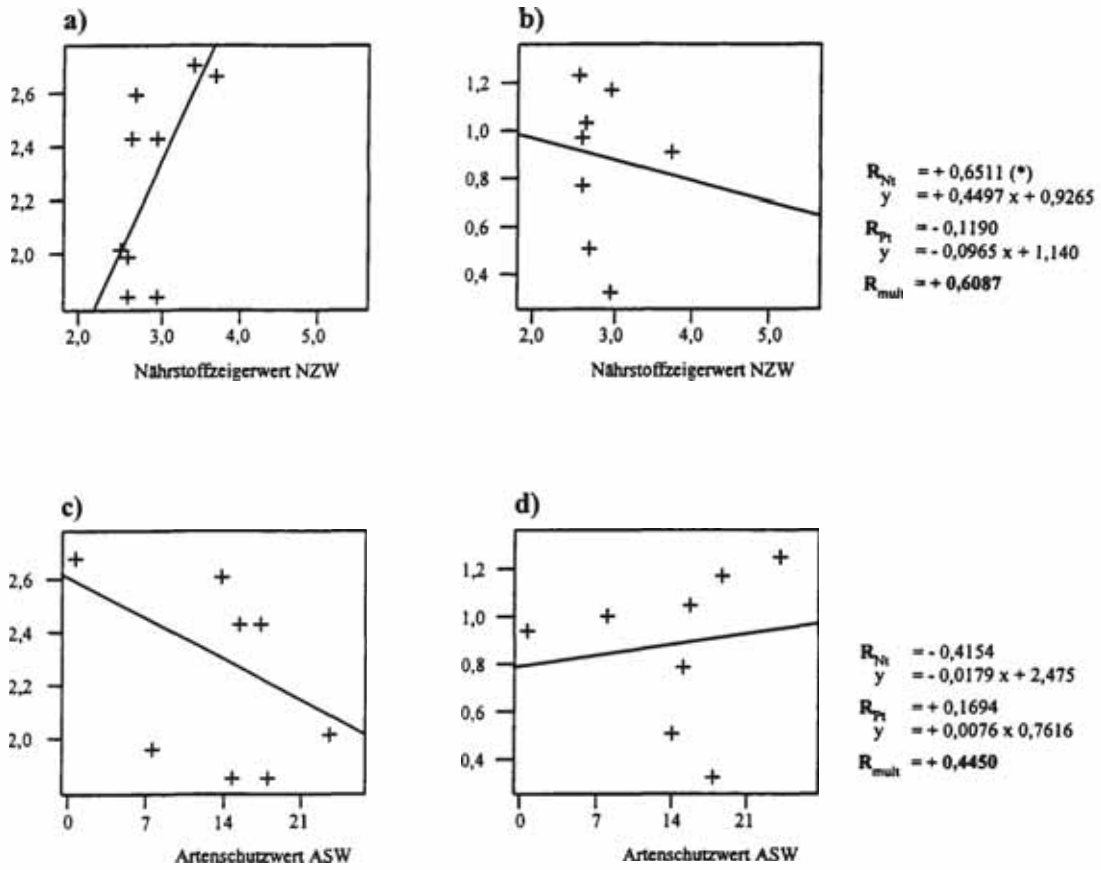 a)
2,6
2,4
2,2
2,0
2,0 3,0 4,0 5,0
Nährstoffzeigerwert NZW
b)
1,2
1,0
0,8
0,6
0,4
2,0 3,0 4,0 5,0
Nährstoffzeigerwert NZW
R_Nt = + 0,6511 (*)
y = + 0,4497 x + 0,9265
R_Pt = - 0,1190
y = - 0,0965 x + 1,140
R_mult = + 0,6087
c)
2,6
2,4
2,2
2,0
0 7 14 21
Artenschutzwert ASW
d)
1,2
1,0
0,8
0,6
0,4
0 7 14 21
Artenschutzwert ASW
R_Nt = - 0,4154
y = - 0,0179 x + 2,475
R_Pt = + 0,1694
y = + 0,0076 x 0,7616
R_mult = + 0,4450